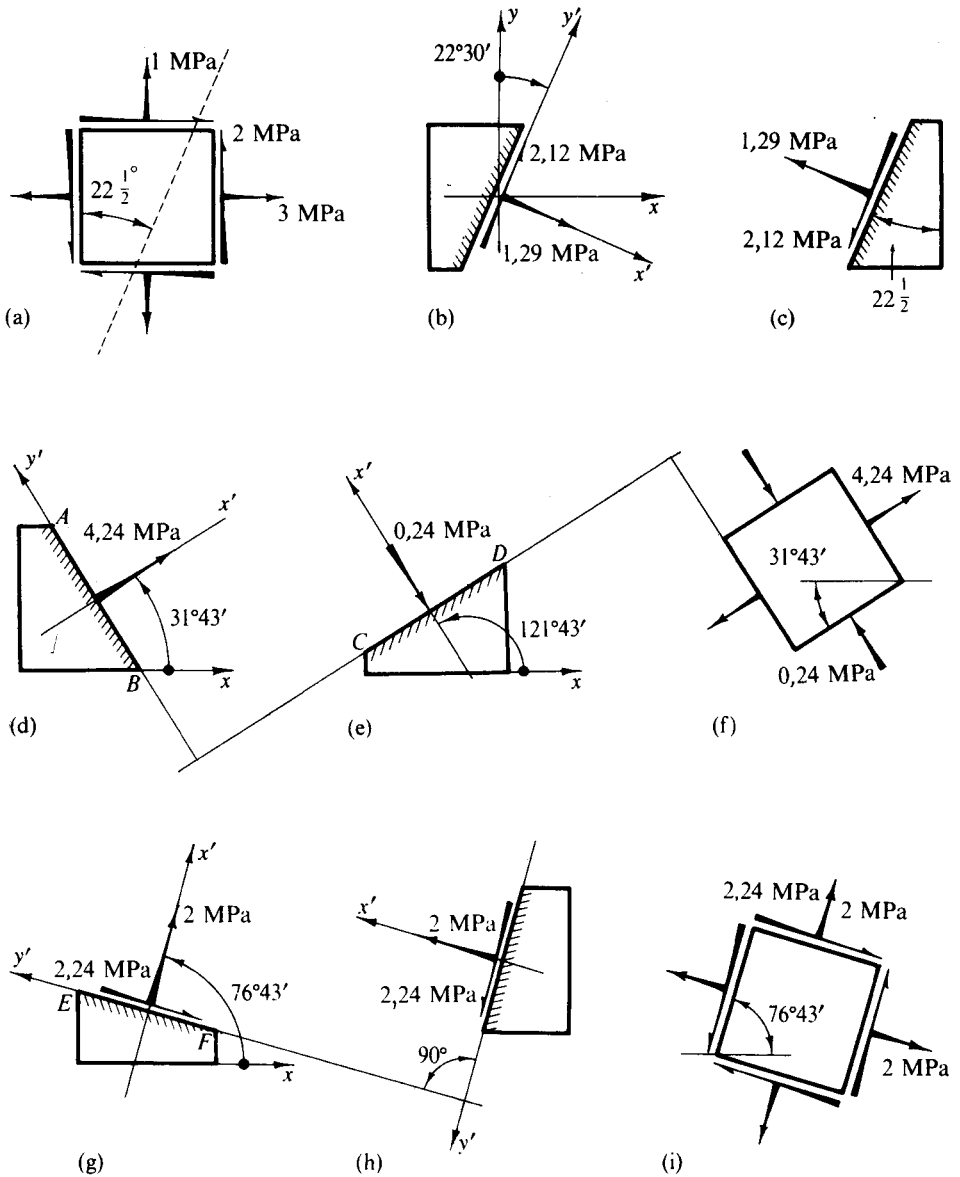 1 MPa
2 MPa
22 1/2°
3 MPa
(a)
y
y′
22°30′
2,12 MPa
x
1,29 MPa
x′
(b)
1,29 MPa
2,12 MPa
22 1/2
(c)
y′
A
x′
4,24 MPa
31°43′
B
x
(d)
x′
0,24 MPa
D
C
121°43′
x
(e)
4,24 MPa
31°43′
0,24 MPa
(f)
x′
2 MPa
y′
2,24 MPa
E
76°43′
F
x
(g)
x′
2 MPa
2,24 MPa
90°
y′
(h)
2,24 MPa
2 MPa
76°43′
2 MPa
(i)